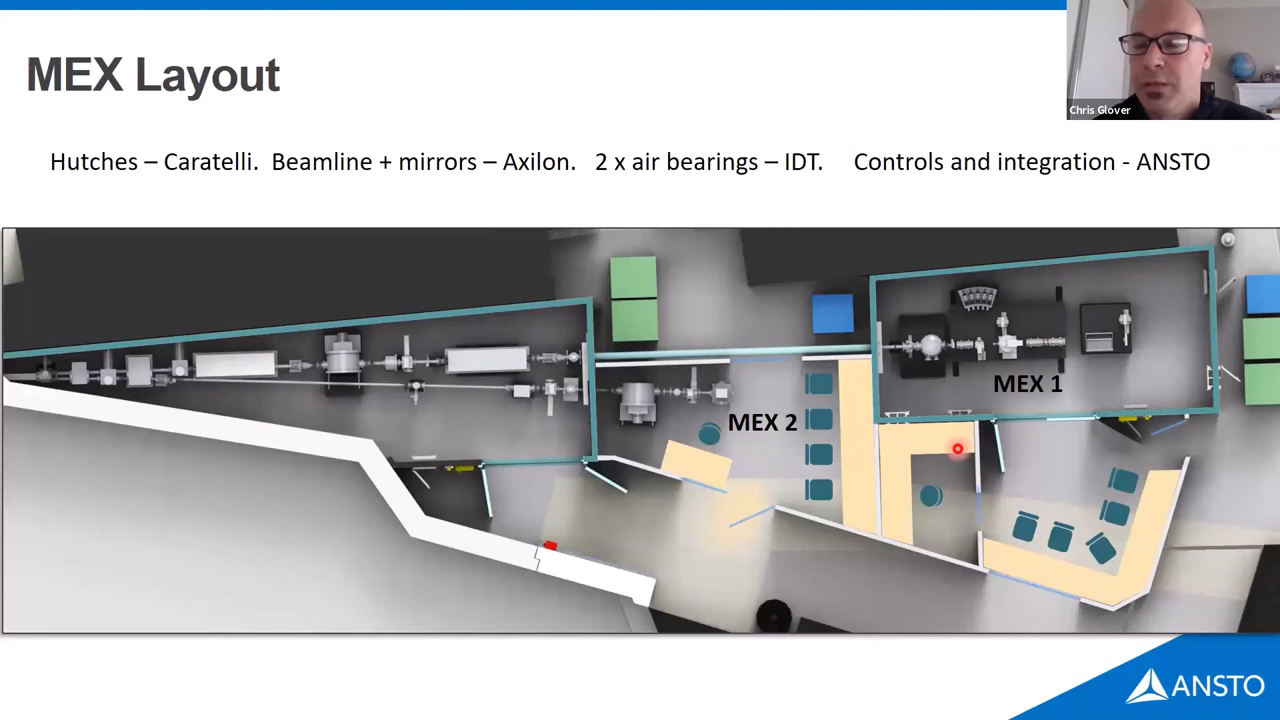 MEX Layout
Chris Glover
Hutches – Caratelli.  Beamline + mirrors – Axilon.   2 x air bearings – IDT.    Controls and integration - ANSTO
MEX 1
MEX 2
ANSTO